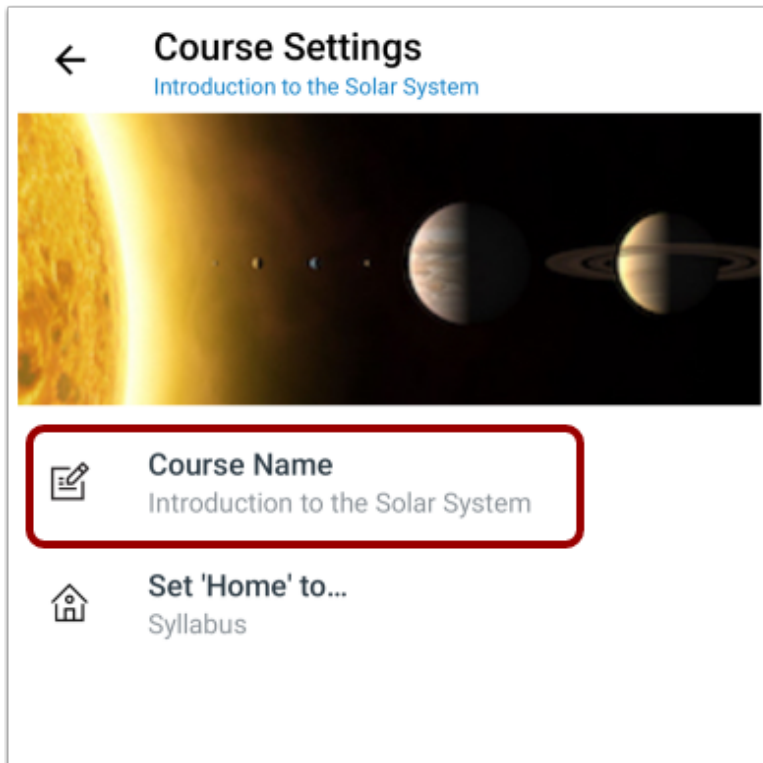 Course Settings
Introduction to the Solar System
Course Name
Introduction to the Solar System
Set 'Home' to...
Syllabus